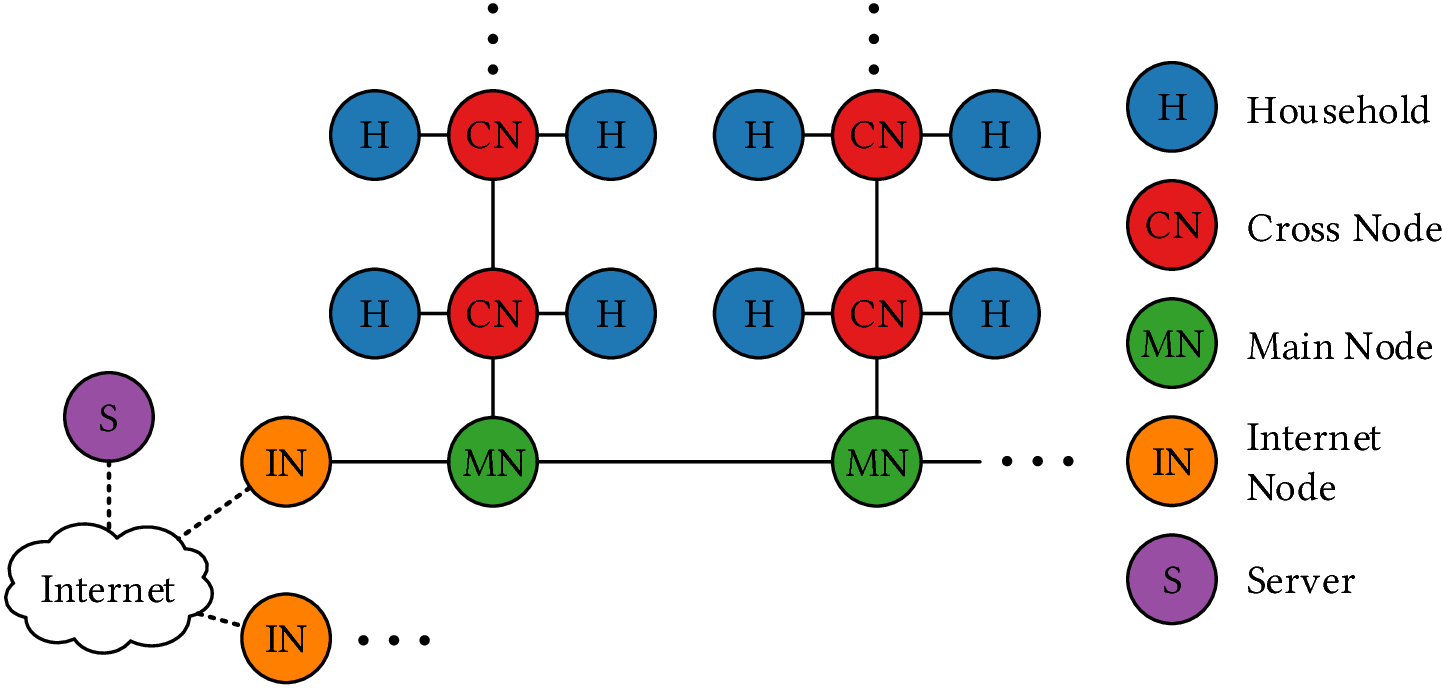 H CN H H CN H H Household
CN Cross Node
H CN H H CN H
MN Main Node
S
IN MN MN IN Internet
Node
S Server
Internet
IN